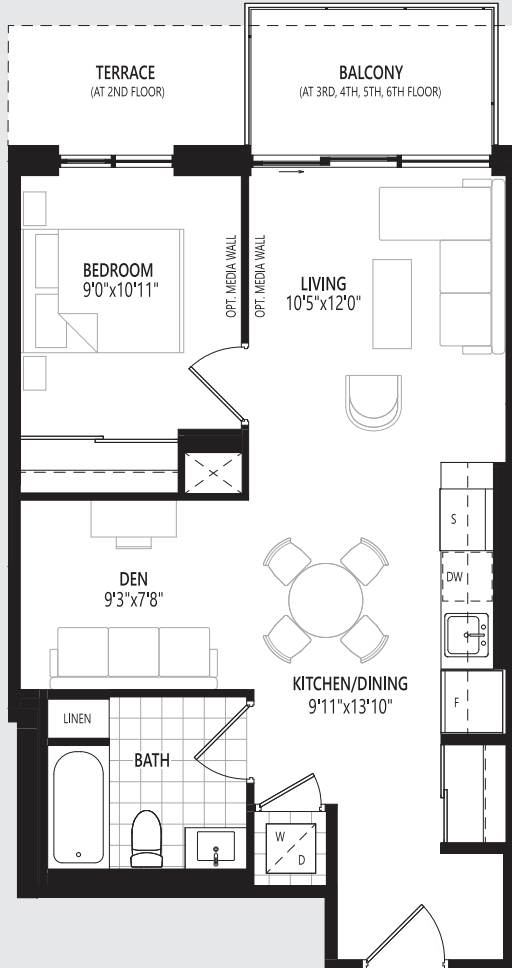 TERRACE
(AT 2ND FLOOR)
BALCONY
(AT 3RD, 4TH, 5TH, 6TH FLOOR)
BEDROOM
9'0"x10'11"
OPT. MEDIA WALL
OPT. MEDIA WALL
LIVING
10'5"x12'0"
S
DW
DEN
9'3"x7'8"
KITCHEN/DINING
9'11"x13'10"
F
LINEN
BATH
W
D